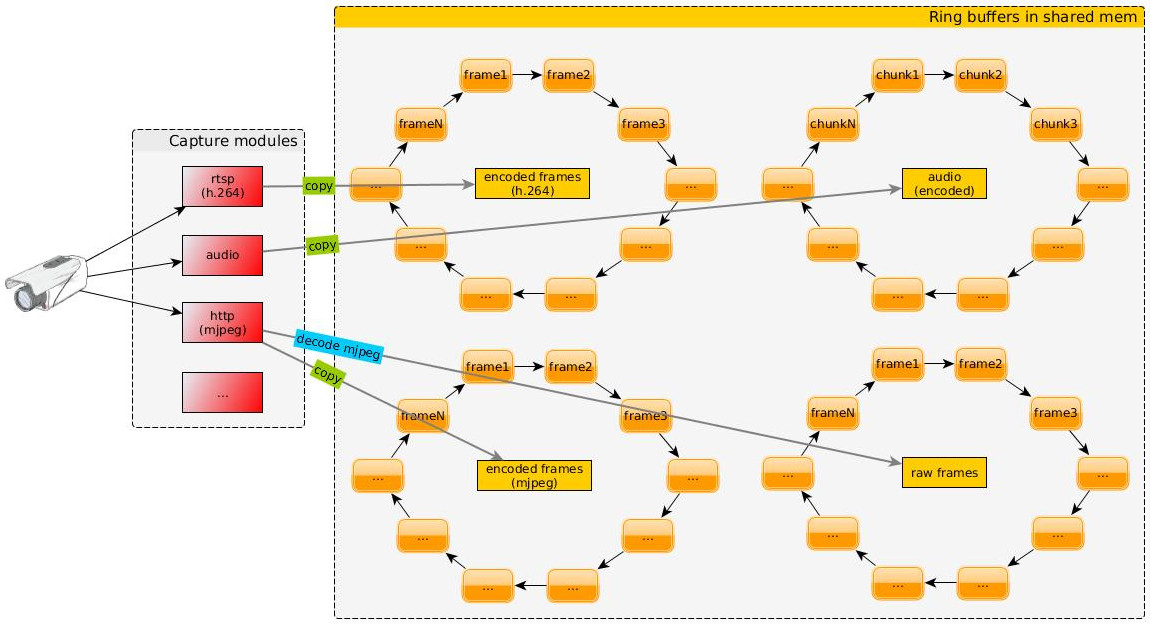 Ring buffers in shared mem
Capture modules
rtsp
(h.264)
audio
http
(mjpeg)
...
copy
copy
decode mjpeg
copy
frame1
frame2
frame3
...
...
...
...
...
...
frameN
encoded frames
(h.264)
chunk1
chunk2
chunk3
...
...
...
...
...
...
chunkN
audio
(encoded)
frame1
frame2
frame3
...
...
...
...
...
...
frameN
encoded frames
(mjpeg)
frame1
frame2
frame3
...
...
...
...
...
...
frameN
raw frames